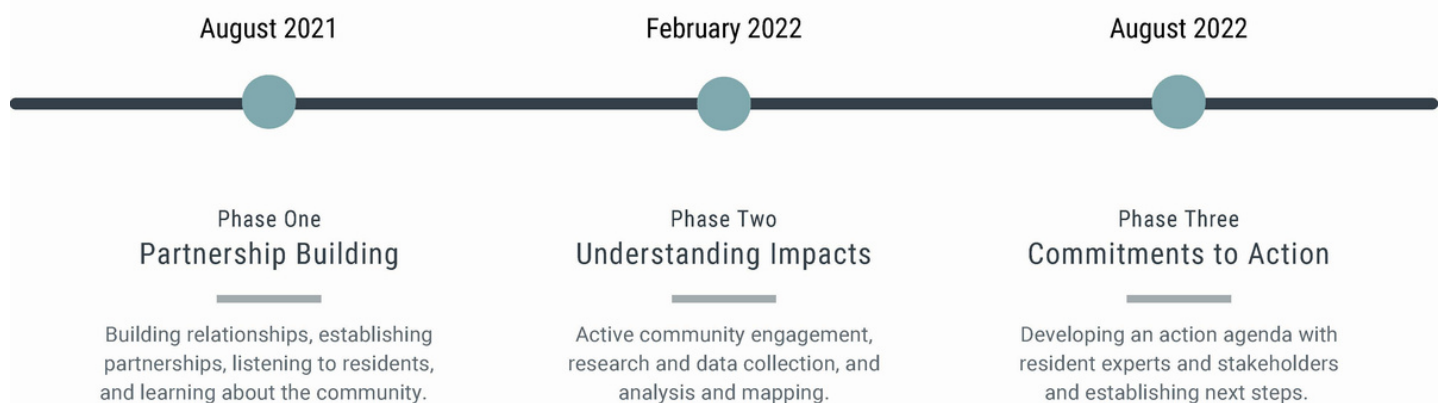 August 2021
February 2022
August 2022
Phase One
Partnership Building
Building relationships, establishing
partnerships, listening to residents,
and learning about the community.
Phase Two
Understanding Impacts
Active community engagement,
research and data collection, and
analysis and mapping.
Phase Three
Commitments to Action
Developing an action agenda with
resident experts and stakeholders
and establishing next steps.